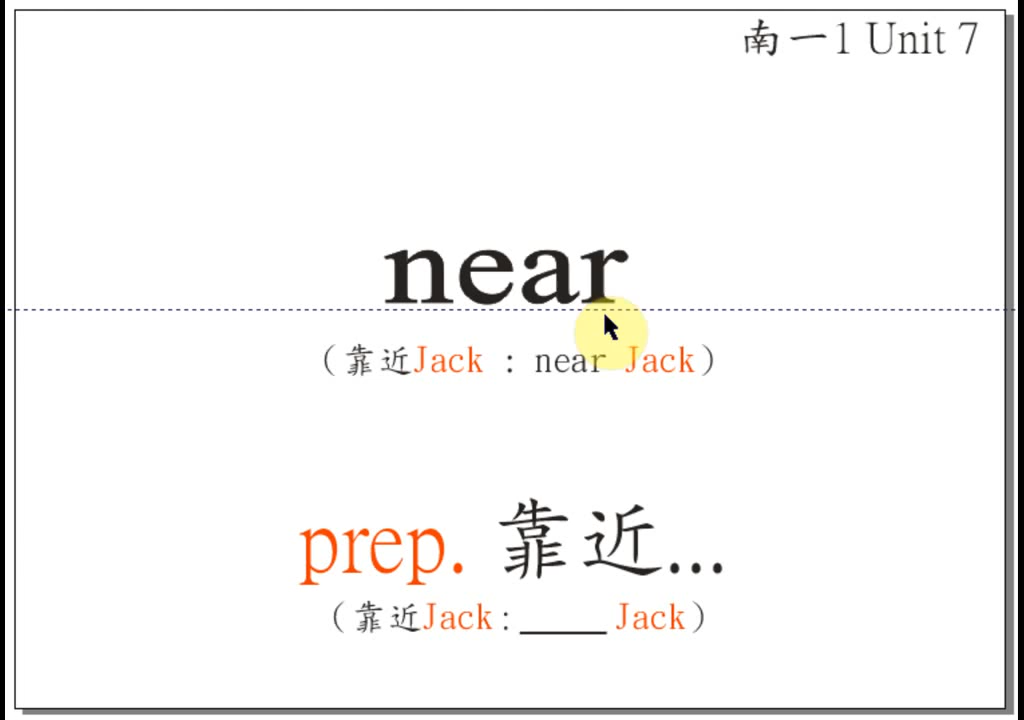 南一1 Unit 7
near
(靠近Jack : near Jack)
prep. 靠近...
(靠近Jack:____ Jack)